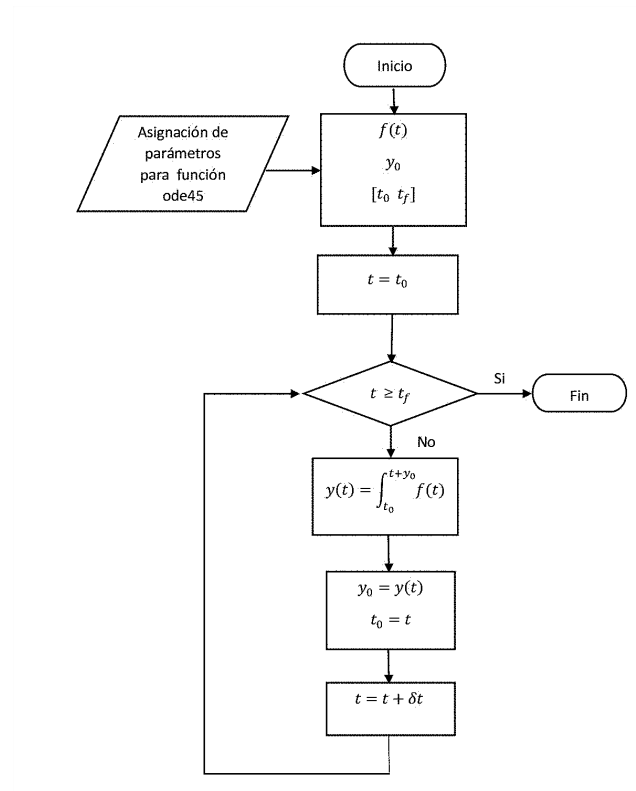 Inicio
Asignación de
parámetros
para función
ode45
f(t)
y₀
[t₀ t_f]
t = t₀
t ≥ t_f
Si
Fin
No
y(t) = ∫_{t₀}^{t+y₀} f(t)
y₀ = y(t)
t₀ = t
t = t + δt